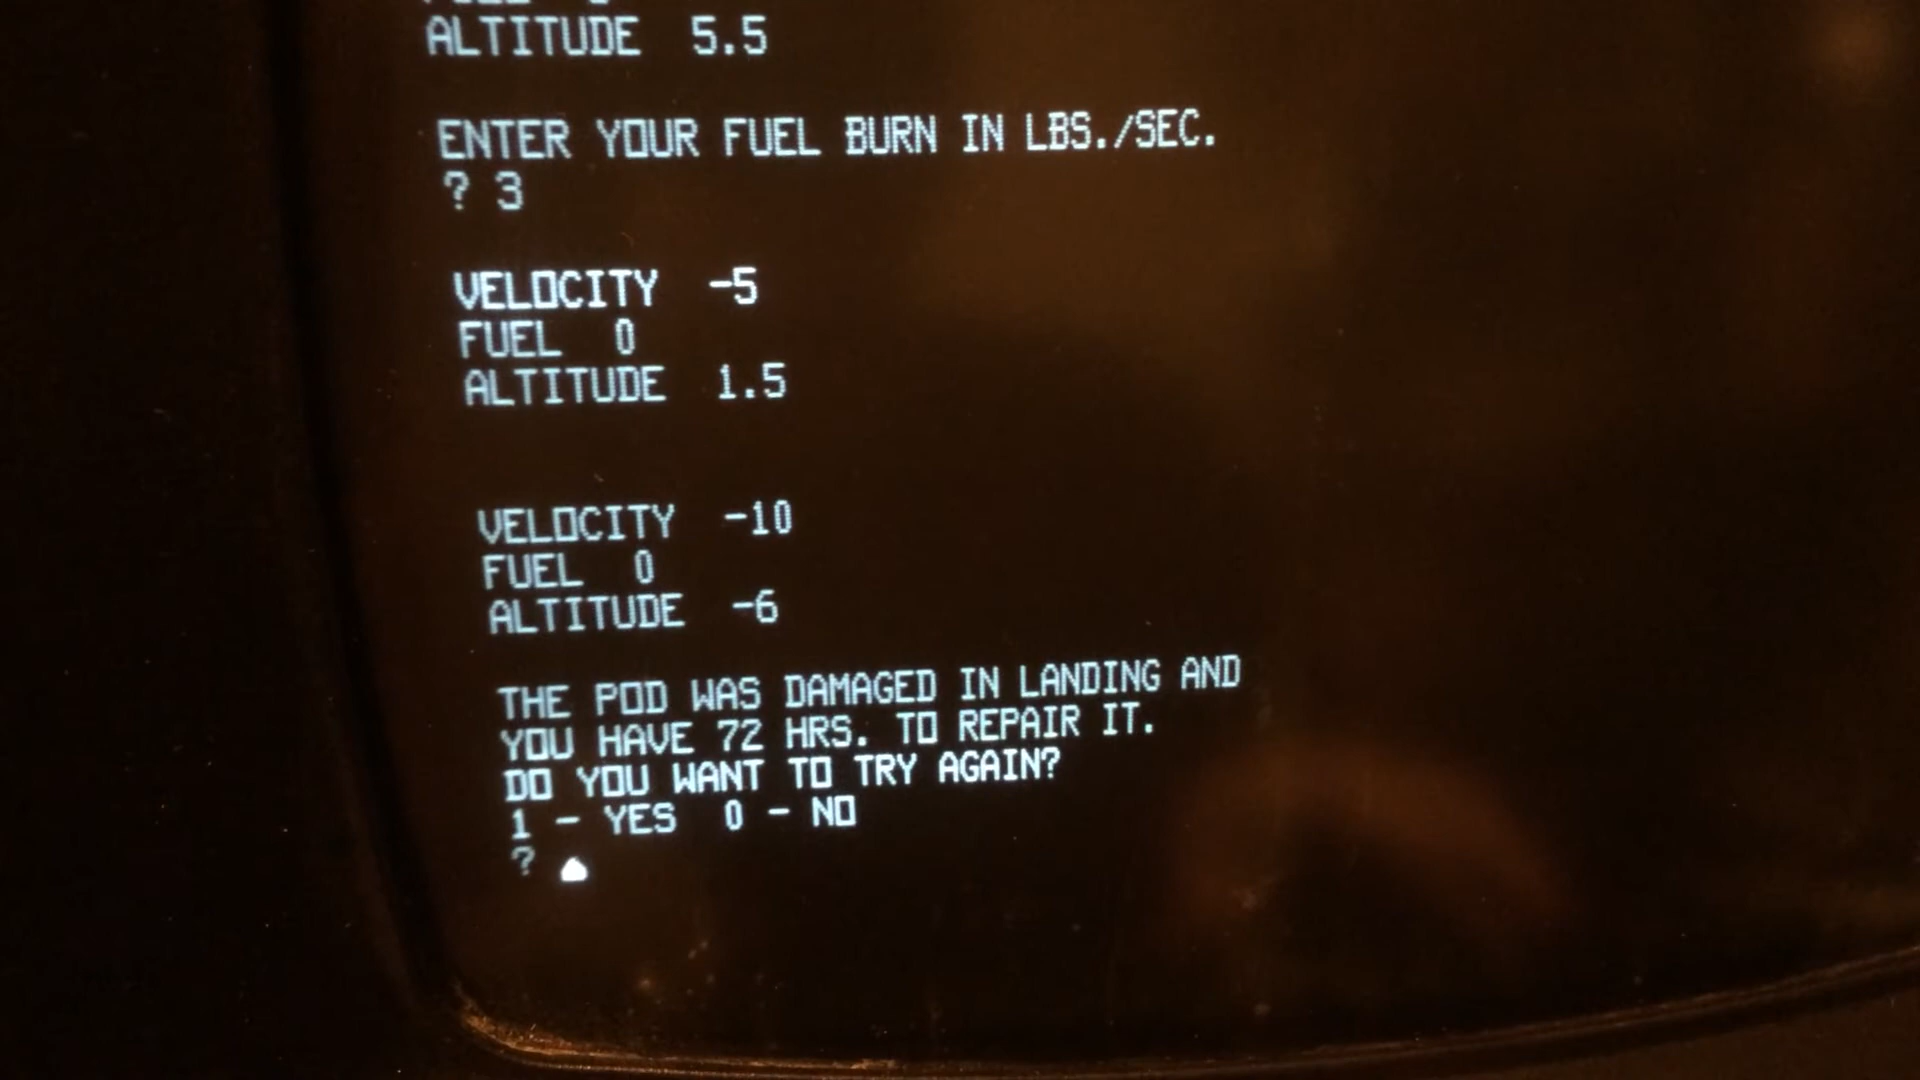 FUEL 0
ALTITUDE 5.5
ENTER YOUR FUEL BURN IN LBS./SEC.
? 3
VELOCITY -5
FUEL 0
ALTITUDE 1.5
VELOCITY -10
FUEL 0
ALTITUDE -6
THE POD WAS DAMAGED IN LANDING AND
YOU HAVE 72 HRS. TO REPAIR IT.
DO YOU WANT TO TRY AGAIN?
1 - YES 0 - NO
?